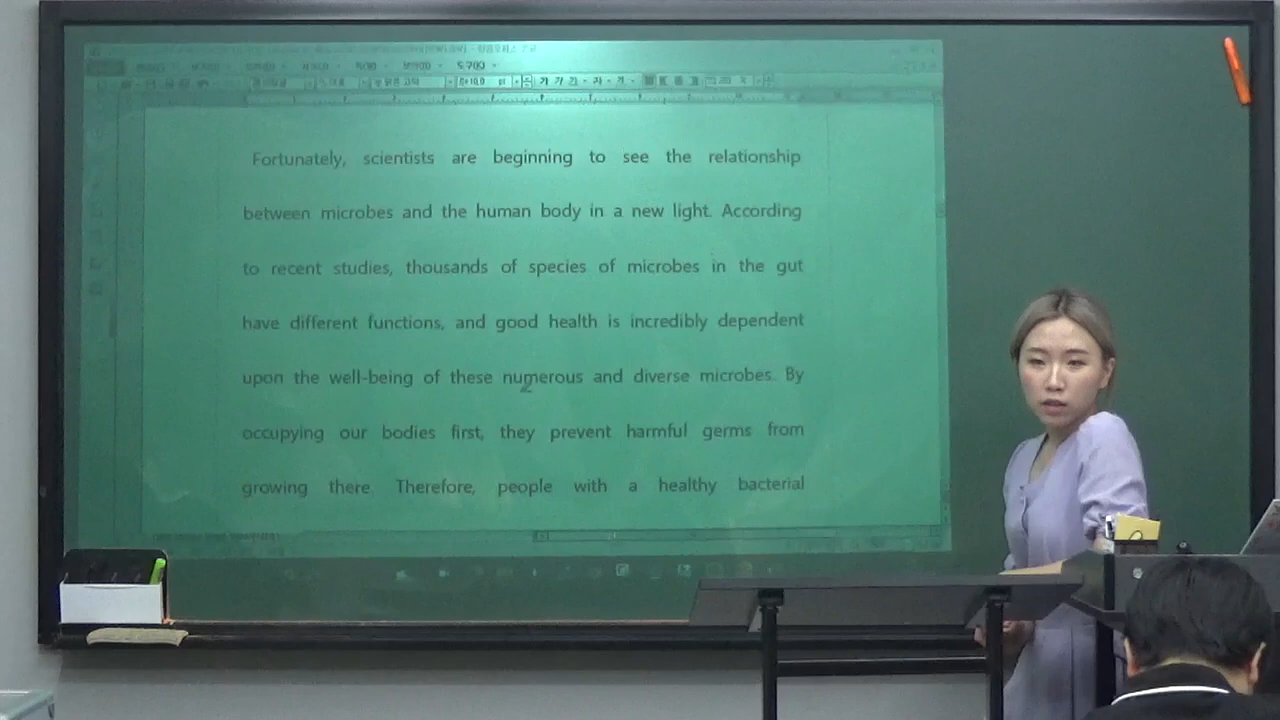 Fortunately, scientists are beginning to see the relationship
between microbes and the human body in a new light. According
to recent studies, thousands of species of microbes in the gut
have different functions, and good health is incredibly dependent
upon the well-being of these numerous and diverse microbes. By
occupying our bodies first, they prevent harmful germs from
growing there. Therefore, people with a healthy bacterial